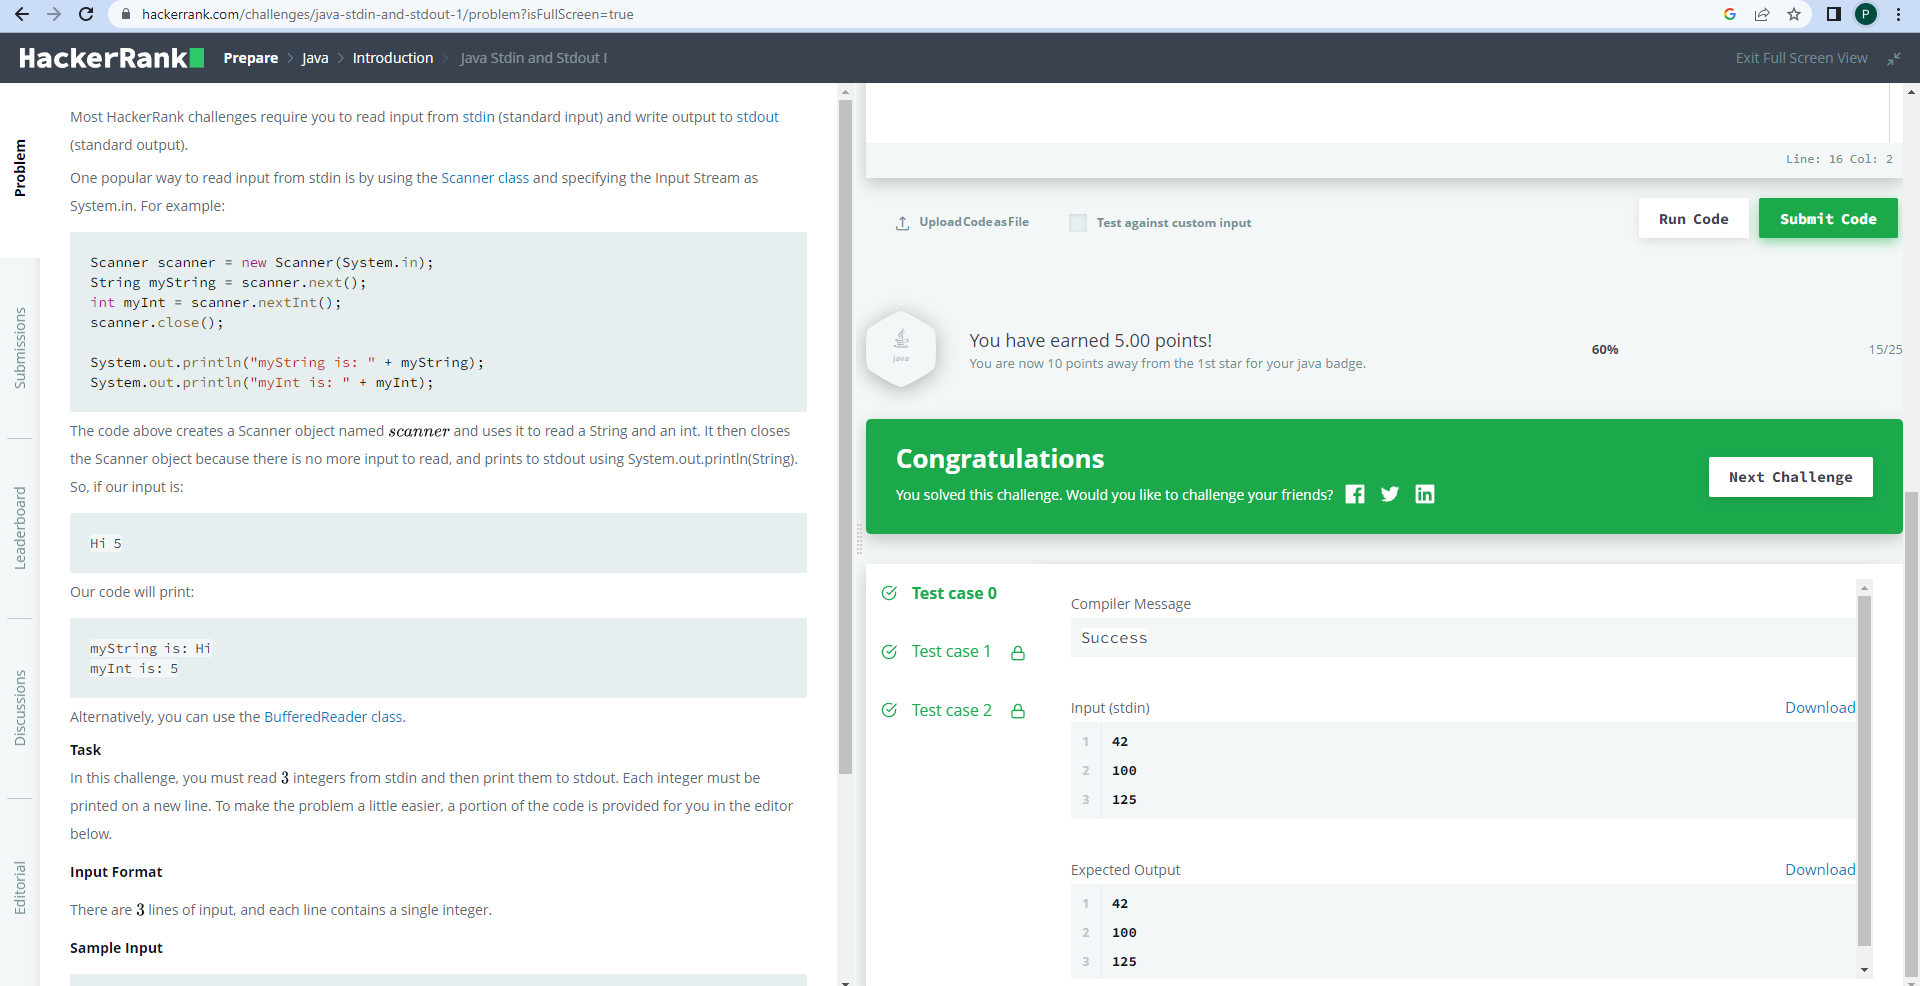 hackerrank.com/challenges/java-stdin-and-stdout-1/problem?isFullScreen=true
P
HackerRank
Prepare > Java > Introduction > Java Stdin and Stdout I
Exit Full Screen View
Problem
Submissions
Leaderboard
Discussions
Editorial
Most HackerRank challenges require you to read input from stdin (standard input) and write output to stdout
(standard output).
One popular way to read input from stdin is by using the Scanner class and specifying the Input Stream as
System.in. For example:
Scanner scanner = new Scanner(System.in);
String myString = scanner.next();
int myInt = scanner.nextInt();
scanner.close();
System.out.println("myString is: " + myString);
System.out.println("myInt is: " + myInt);
The code above creates a Scanner object named scanner and uses it to read a String and an int. It then closes
the Scanner object because there is no more input to read, and prints to stdout using System.out.println(String).
So, if our input is:
Hi 5
Our code will print:
myString is: Hi
myInt is: 5
Alternatively, you can use the BufferedReader class.
Task
In this challenge, you must read 3 integers from stdin and then print them to stdout. Each integer must be
printed on a new line. To make the problem a little easier, a portion of the code is provided for you in the editor
below.
Input Format
There are 3 lines of input, and each line contains a single integer.
Sample Input
Line: 16 Col: 2
Upload Code as File
Test against custom input
Run Code
Submit Code
Java
You have earned 5.00 points!
You are now 10 points away from the 1st star for your java badge.
60%
15/25
Congratulations
You solved this challenge. Would you like to challenge your friends?
Next Challenge
Test case 0
Test case 1
Test case 2
Compiler Message
Success
Input (stdin)
Download
1 42
2 100
3 125
Expected Output
Download
1 42
2 100
3 125